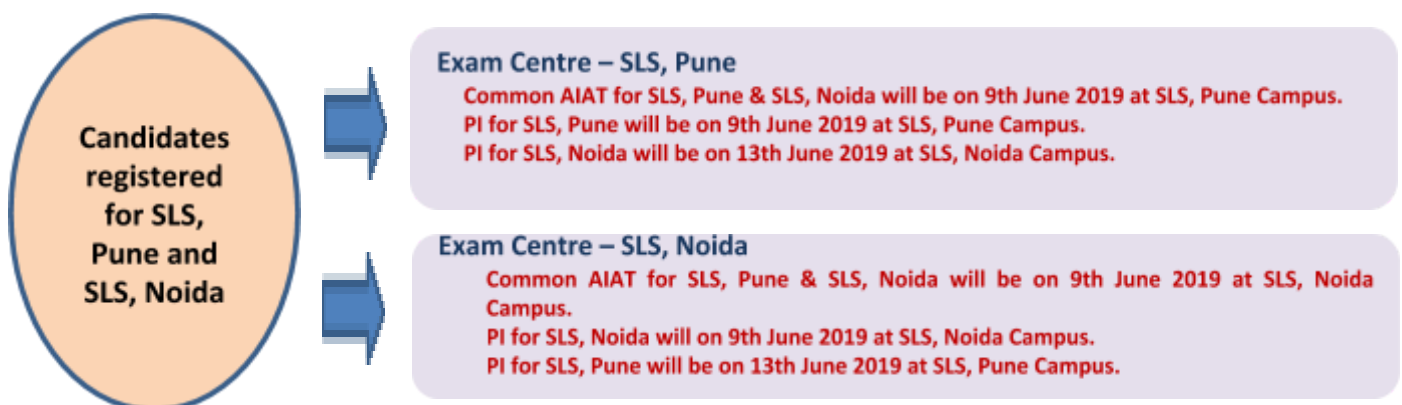 Candidates
registered
for SLS,
Pune and
SLS, Noida
Exam Centre – SLS, Pune
Common AIAT for SLS, Pune & SLS, Noida will be on 9th June 2019 at SLS, Pune Campus.
PI for SLS, Pune will be on 9th June 2019 at SLS, Pune Campus.
PI for SLS, Noida will be on 13th June 2019 at SLS, Noida Campus.
Exam Centre – SLS, Noida
Common AIAT for SLS, Pune & SLS, Noida will be on 9th June 2019 at SLS, Noida
Campus.
PI for SLS, Noida will on 9th June 2019 at SLS, Noida Campus.
PI for SLS, Pune will be on 13th June 2019 at SLS, Pune Campus.